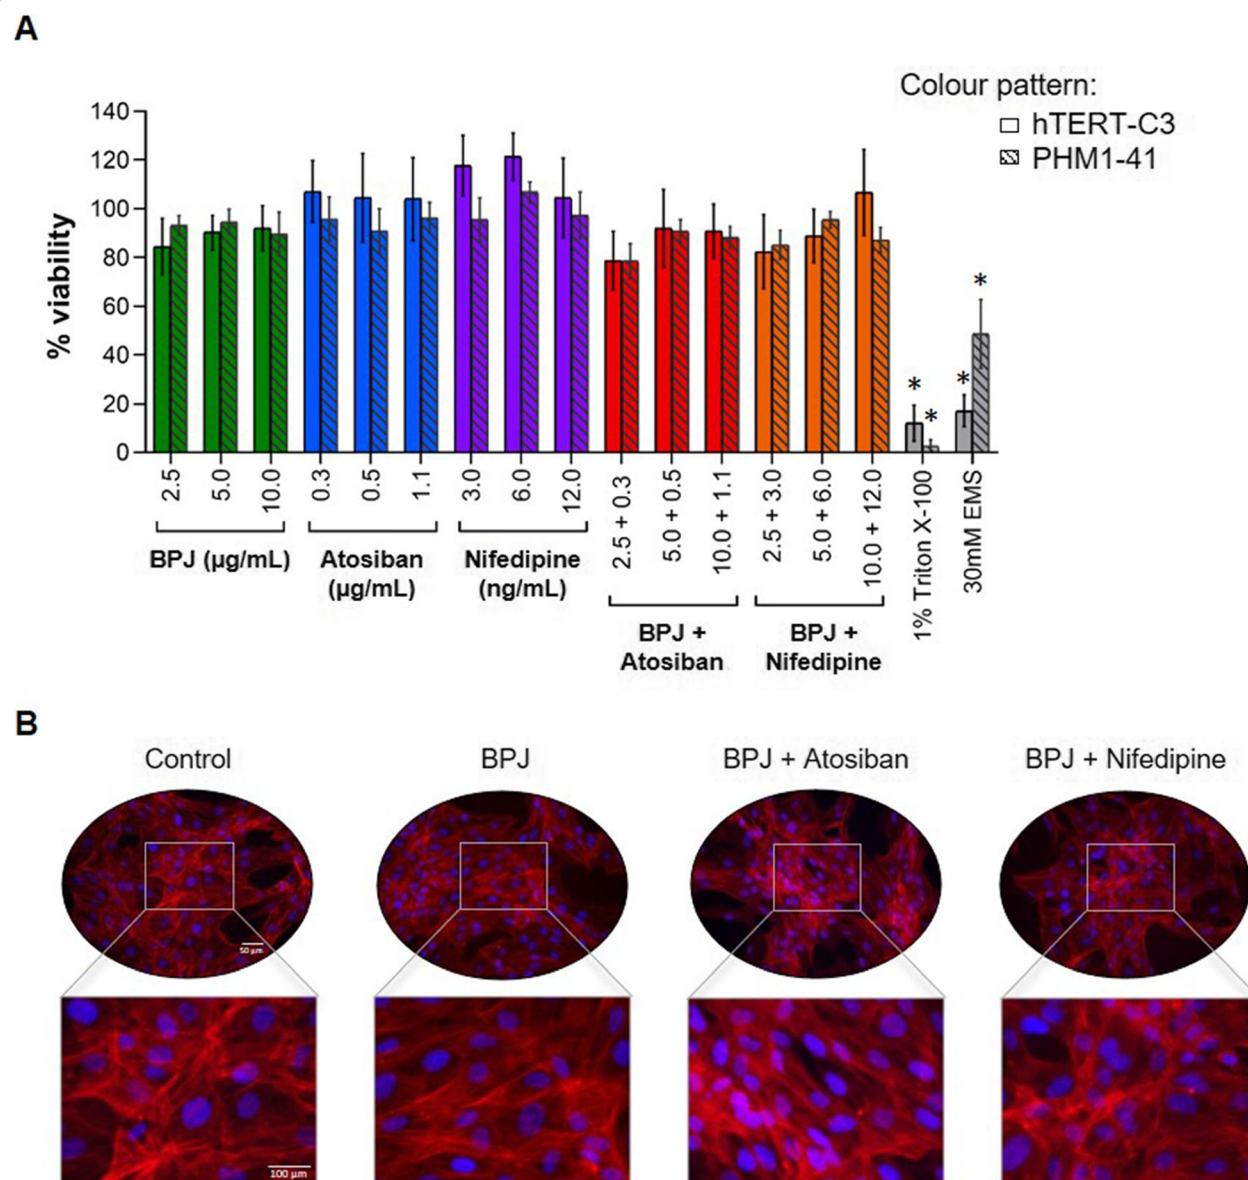 A
Colour pattern:
hTERT-C3
PHM1-41
% viability
140
120
100
80
60
40
20
0
2.5
5.0
10.0
0.3
0.5
1.1
3.0
6.0
12.0
2.5 + 0.3
5.0 + 0.5
10.0 + 1.1
2.5 + 3.0
5.0 + 6.0
10.0 + 12.0
1% Triton X-100
30mM EMS
* * * *
BPJ (µg/mL)
Atosiban
(µg/mL)
Nifedipine
(ng/mL)
BPJ +
Atosiban
BPJ +
Nifedipine
B
Control
BPJ
BPJ + Atosiban
BPJ + Nifedipine
50 µm
100 µm